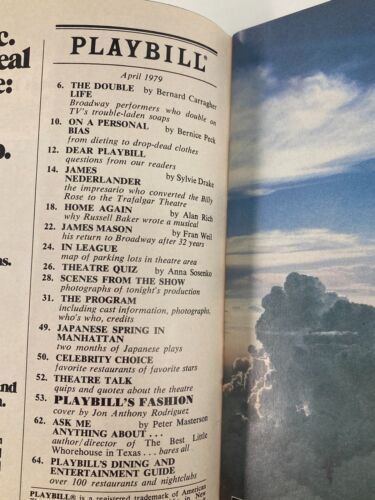 c.
eal
e:
o.
ns.
and
n.
PLAYBILL®
April 1979
6. THE DOUBLE by Bernard Carragher
LIFE
Broadway performers who double on
TV's trouble-laden soaps
10. ON A PERSONAL by Bernice Peck
BIAS
from dieting to drop-dead clothes
12. DEAR PLAYBILL
questions from our readers
14. JAMES by Sylvie Drake
NEDERLANDER
the impresario who converted the Billy
Rose to the Trafalgar Theatre
18. HOME AGAIN by Alan Rich
why Russell Baker wrote a musical
22. JAMES MASON by Fran Weil
his return to Broadway after 32 years
24. IN LEAGUE
map of parking lots in theatre area
26. THEATRE QUIZ by Anna Sosenko
28. SCENES FROM THE SHOW
photographs of tonight's production
31. THE PROGRAM
including cast information, photographs,
who's who, credits
49. JAPANESE SPRING IN
MANHATTAN
two months of Japanese plays
50. CELEBRITY CHOICE
favorite restaurants of favorite stars
52. THEATRE TALK
quips and quotes about the theatre
53. PLAYBILL'S FASHION
cover by Jon Anthony Rodriguez
62. ASK ME by Peter Masterson
ANYTHING ABOUT . . .
author/director of The Best Little
Whorehouse in Texas . . . bares all
64. PLAYBILL'S DINING AND
ENTERTAINMENT GUIDE
over 100 restaurants and nightclubs
PLAYBILL® is a registered trademark of American